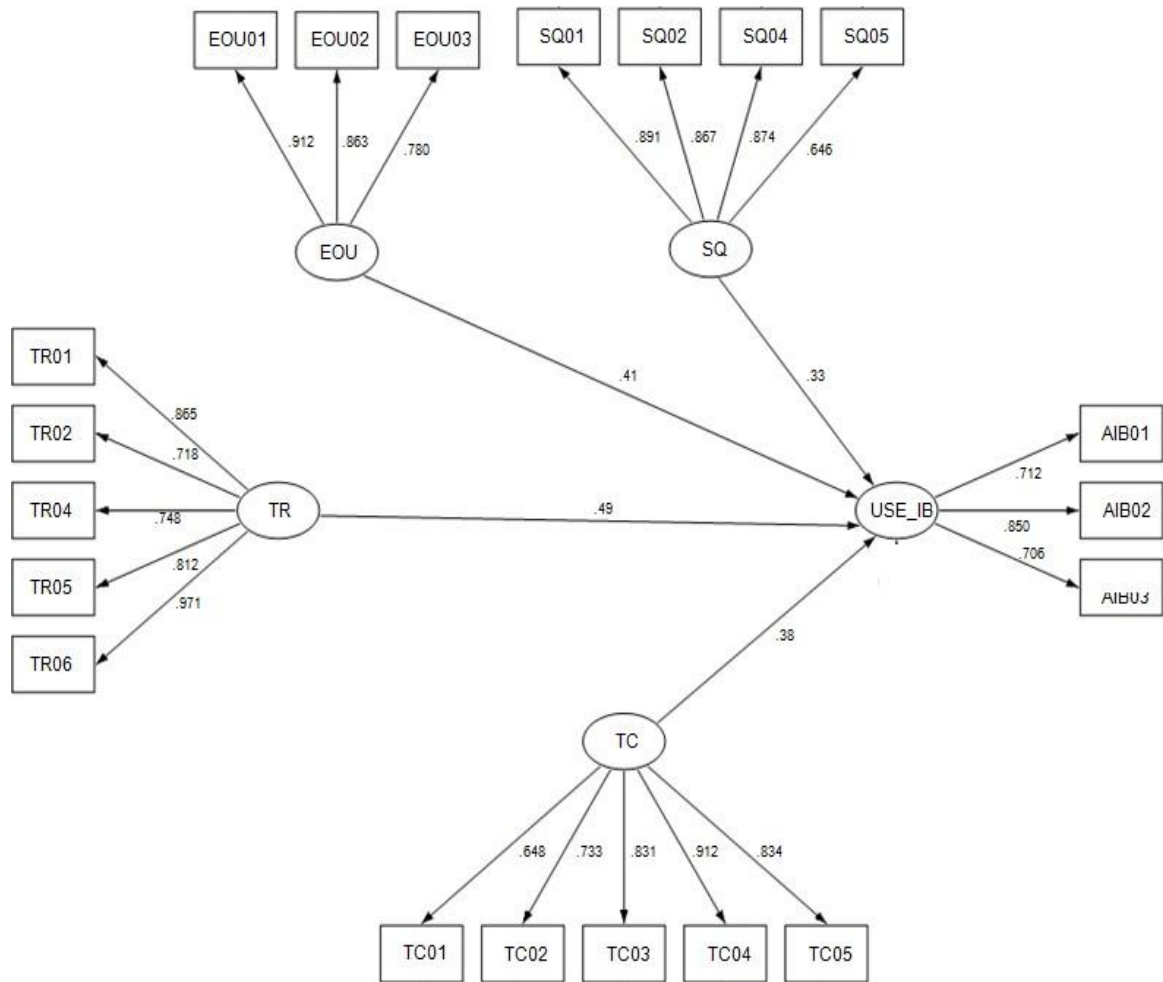 EOU01 EOU02 EOU03 SQ01 SQ02 SQ04 SQ05
.912 .863 .780 .891 .867 .874 .646
EOU SQ
TR01
.41 .33
.865
TR02
.718
AIB01
.712
TR04
.748
TR
.49
USE_IB
.850
AIB02
TR05
.812
.706
AIB03
.971
TR06
.38
TC
.648 .733 .831 .912 .834
TC01 TC02 TC03 TC04 TC05